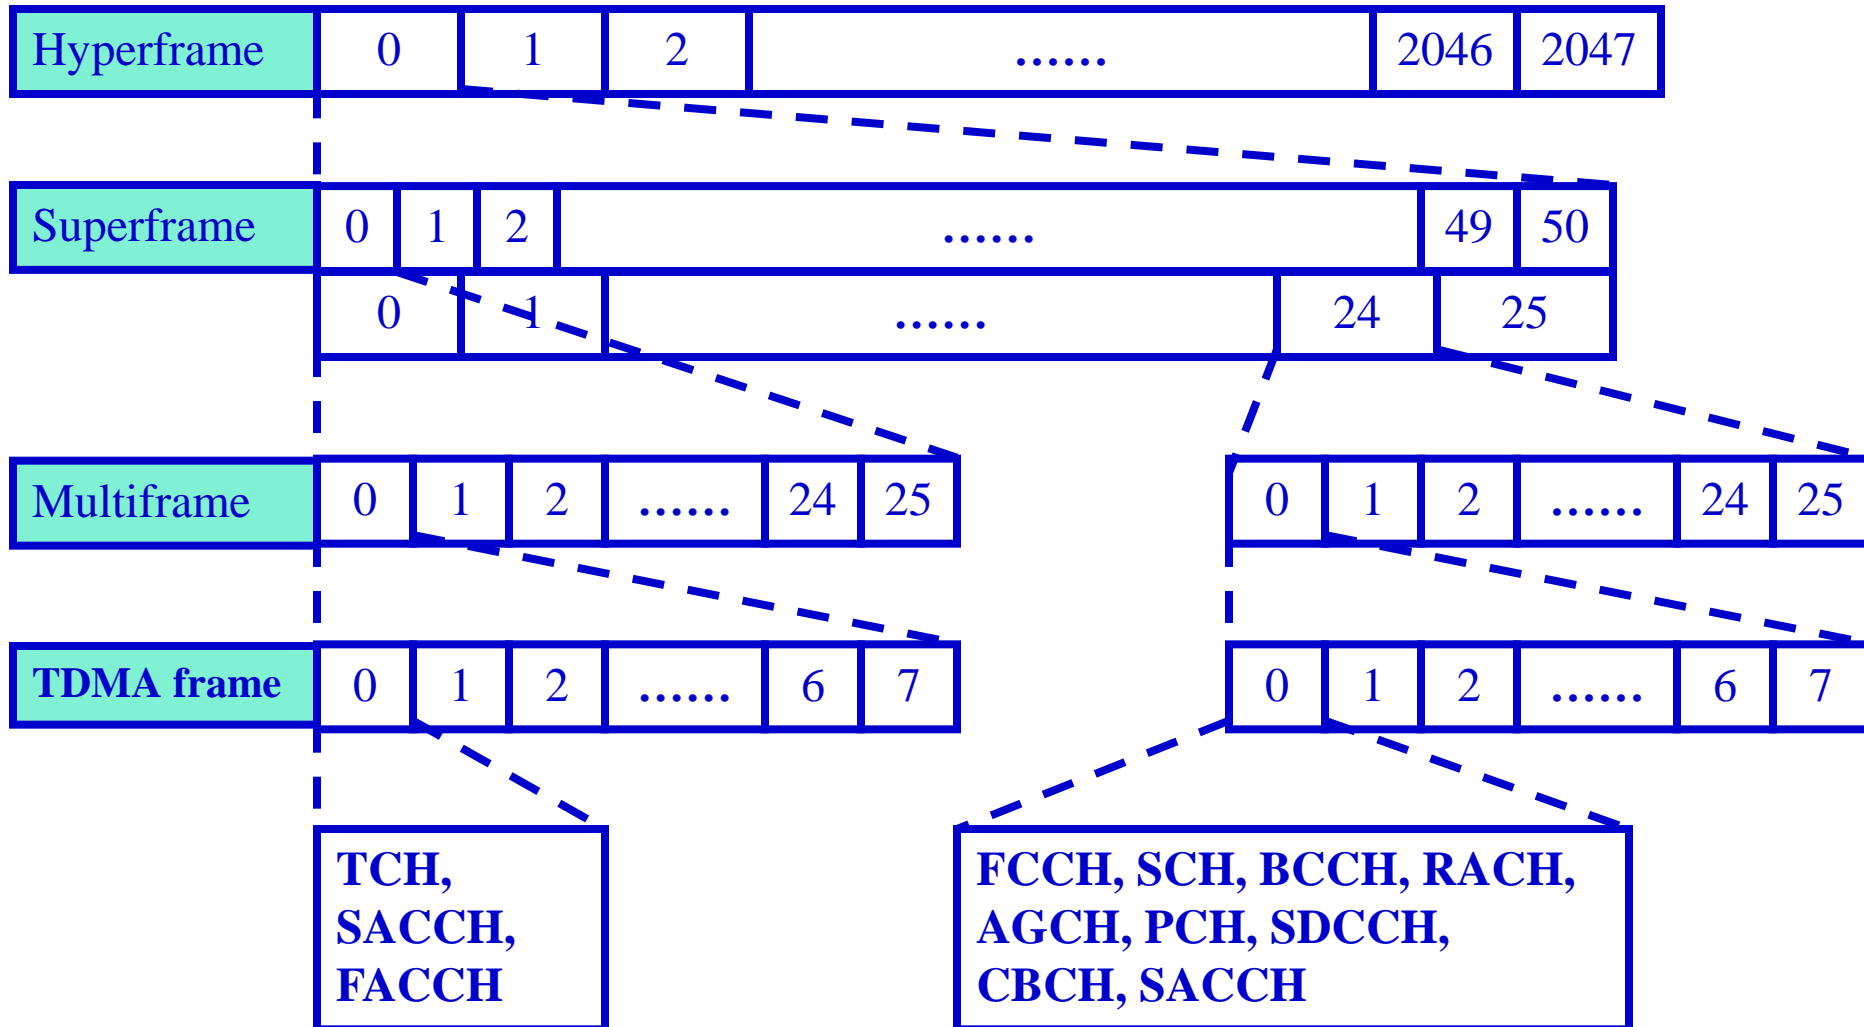 Hyperframe 0 1 2 ...... 2046 2047
Superframe 0 1 2 ...... 49 50
0 1 ...... 24 25
Multiframe 0 1 2 ...... 24 25 0 1 2 ...... 24 25
TDMA frame 0 1 2 ...... 6 7 0 1 2 ...... 6 7
TCH,
SACCH,
FACCH
FCCH, SCH, BCCH, RACH,
AGCH, PCH, SDCCH,
CBCH, SACCH